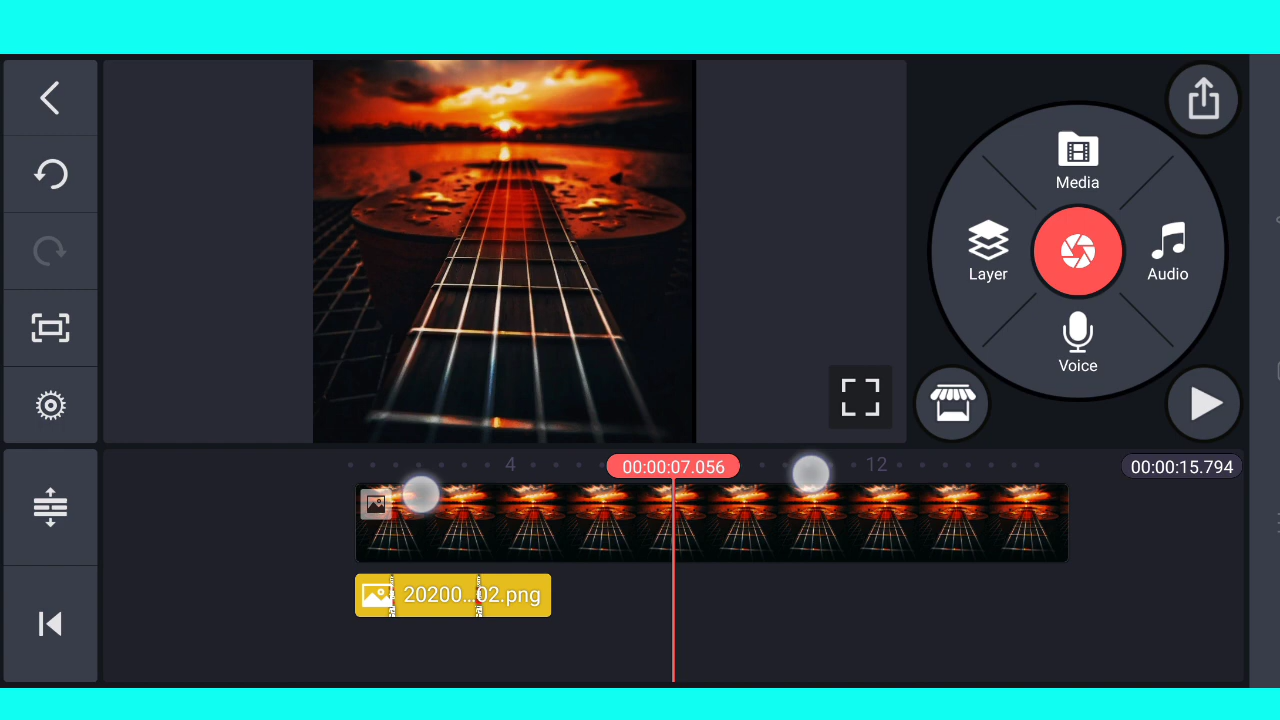 Media
Layer
Audio
Voice
4
00:00:07.056
12
00:00:15.794
20200...02.png